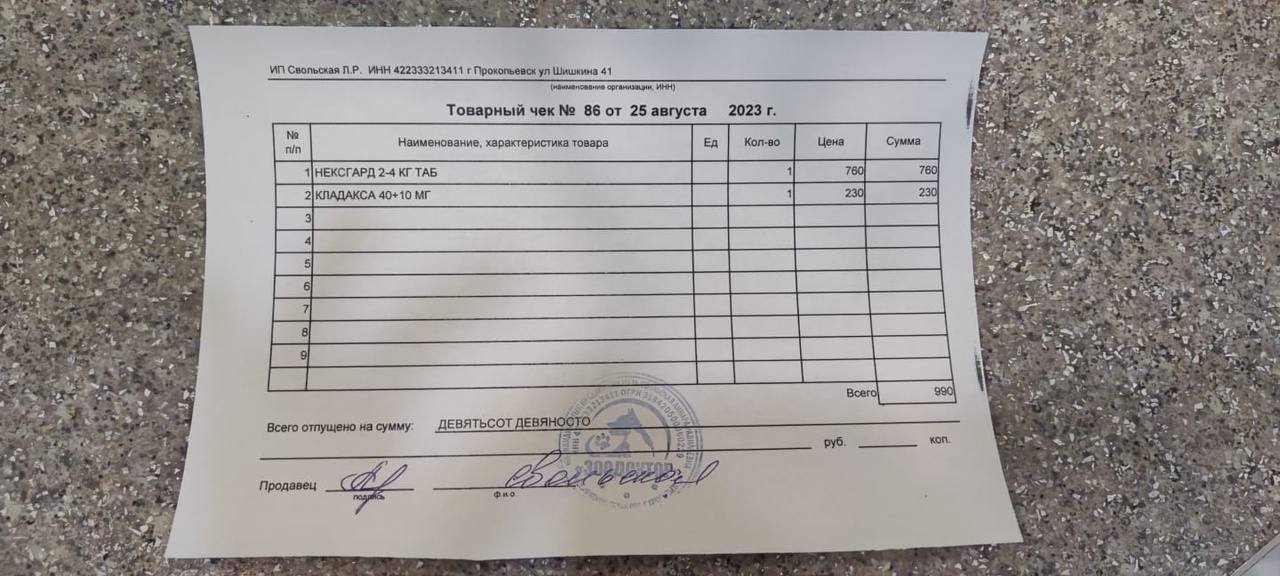 ИП Свольская Л.Р. ИНН 422333213411 г Прокопьевск ул Шишкина 41
(наименование организации, ИНН)
Товарный чек № 86 от 25 августа 2023 г.
№ п/п Наименование, характеристика товара Ед Кол-во Цена Сумма
1 НЕКСГАРД 2-4 КГ ТАБ 1 760 760
2 КЛАДАКСА 40+10 МГ 1 230 230
3
4
5
6
7
8
9
Всего 990
Всего отпущено на сумму: ДЕВЯТЬСОТ ДЕВЯНОСТО
руб. коп.
Продавец Свольская
подпись ф.и.о.
«ЗООДОКТОР»